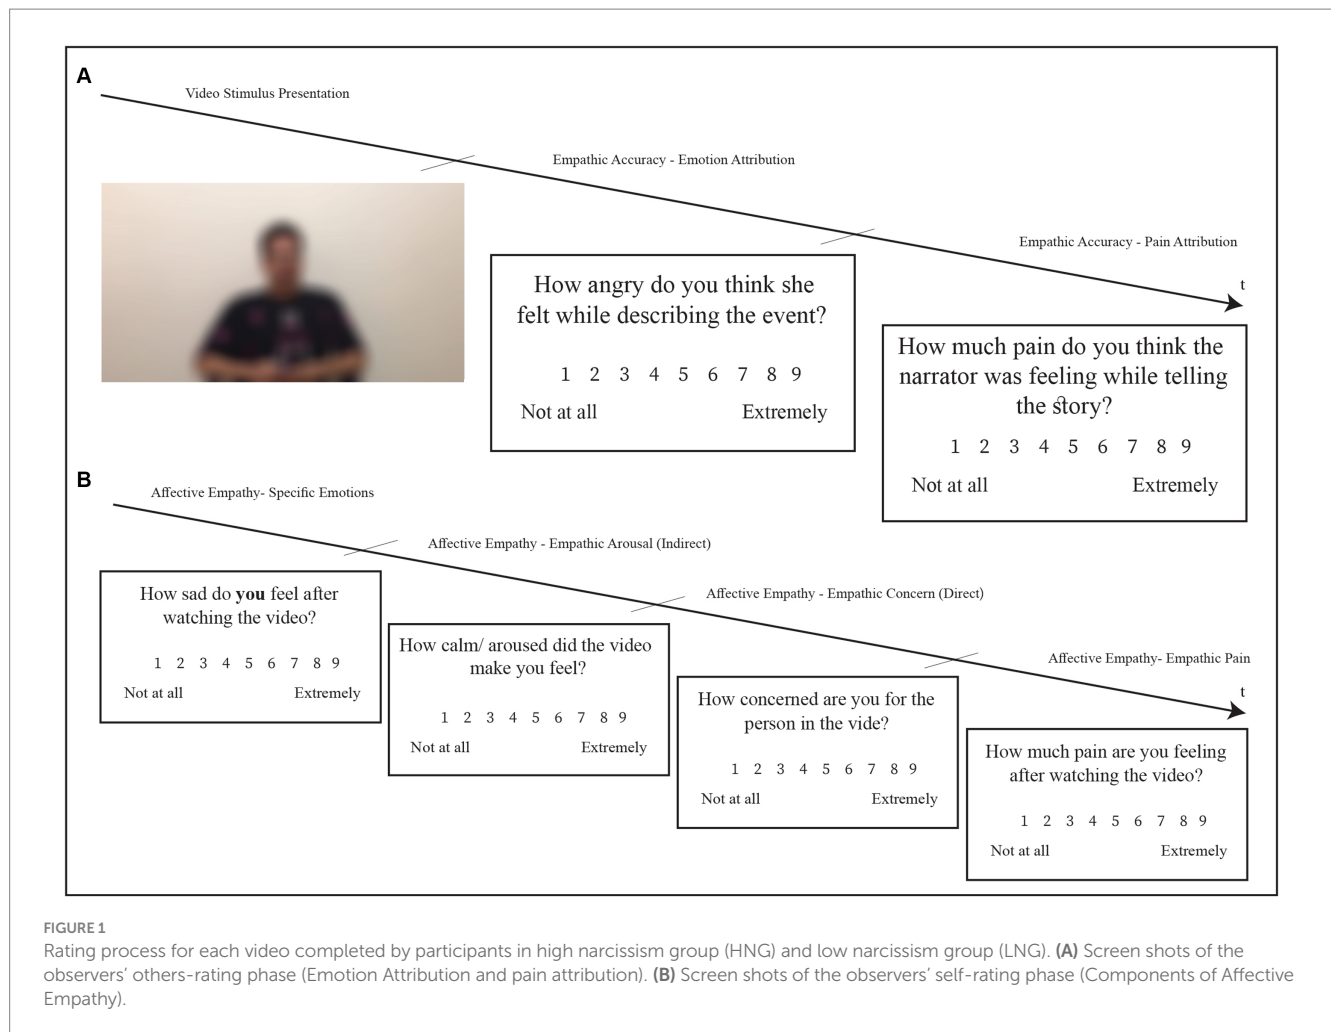 A
Video Stimulus Presentation
Empathic Accuracy - Emotion Attribution
Empathic Accuracy - Pain Attribution
t
How angry do you think she
felt while describing the event?
1 2 3 4 5 6 7 8 9
Not at all Extremely
How much pain do you think the
narrator was feeling while telling
the story?
1 2 3 4 5 6 7 8 9
Not at all Extremely
B
Affective Empathy- Specific Emotions
Affective Empathy - Empathic Arousal (Indirect)
Affective Empathy - Empathic Concern (Direct)
Affective Empathy- Empathic Pain
t
How sad do you feel after
watching the video?
1 2 3 4 5 6 7 8 9
Not at all Extremely
How calm/ aroused did the video
make you feel?
1 2 3 4 5 6 7 8 9
Not at all Extremely
How concerned are you for the
person in the vide?
1 2 3 4 5 6 7 8 9
Not at all Extremely
How much pain are you feeling
after watching the video?
1 2 3 4 5 6 7 8 9
Not at all Extremely
FIGURE 1
Rating process for each video completed by participants in high narcissism group (HNG) and low narcissism group (LNG). (A) Screen shots of the
observers' others-rating phase (Emotion Attribution and pain attribution). (B) Screen shots of the observers' self-rating phase (Components of Affective
Empathy).